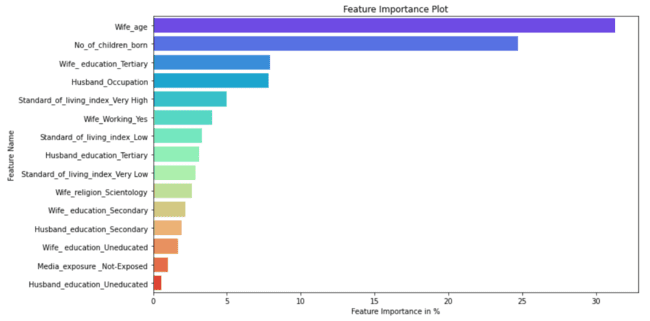 Feature Importance Plot
Feature Name
Wife_age
No_of_children_born
Wife_ education_Tertiary
Husband_Occupation
Standard_of_living_index_Very High
Wife_Working_Yes
Standard_of_living_index_Low
Husband_education_Tertiary
Standard_of_living_index_Very Low
Wife_religion_Scientology
Wife_ education_Secondary
Husband_education_Secondary
Wife_ education_Uneducated
Media_exposure _Not-Exposed
Husband_education_Uneducated
0 5 10 15 20 25 30
Feature Importance in %